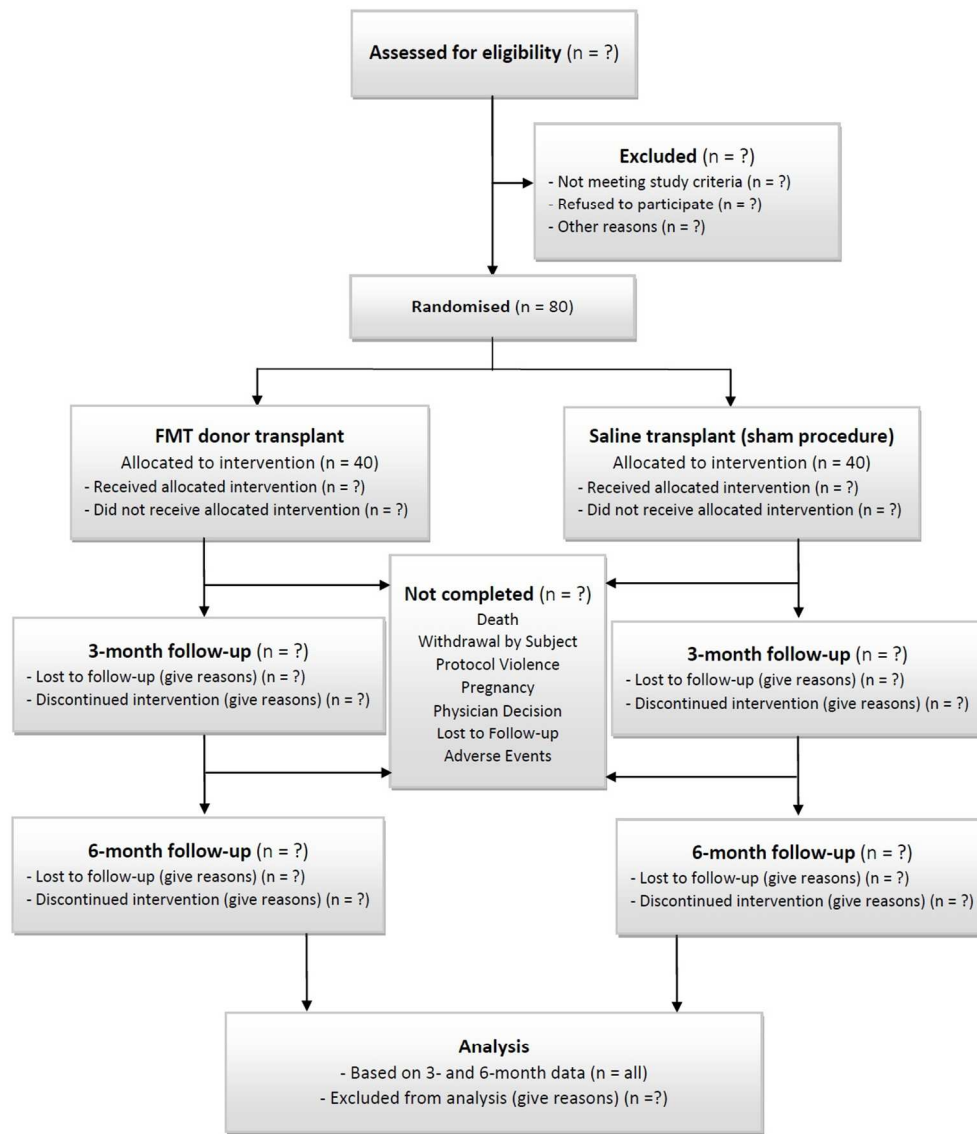 Assessed for eligibility (n = ?)
Excluded (n = ?)
- Not meeting study criteria (n = ?)
- Refused to participate (n = ?)
- Other reasons (n = ?)
Randomised (n = 80)
FMT donor transplant
Allocated to intervention (n = 40)
- Received allocated intervention (n = ?)
- Did not receive allocated intervention (n = ?)
Saline transplant (sham procedure)
Allocated to intervention (n = 40)
- Received allocated intervention (n = ?)
- Did not receive allocated intervention (n = ?)
Not completed (n = ?)
Death
Withdrawal by Subject
Protocol Violence
Pregnancy
Physician Decision
Lost to Follow-up
Adverse Events
3-month follow-up (n = ?)
- Lost to follow-up (give reasons) (n = ?)
- Discontinued intervention (give reasons) (n = ?)
3-month follow-up (n = ?)
- Lost to follow-up (give reasons) (n = ?)
- Discontinued intervention (give reasons) (n = ?)
6-month follow-up (n = ?)
- Lost to follow-up (give reasons) (n = ?)
- Discontinued intervention (give reasons) (n = ?)
6-month follow-up (n = ?)
- Lost to follow-up (give reasons) (n = ?)
- Discontinued intervention (give reasons) (n = ?)
Analysis
- Based on 3- and 6-month data (n = all)
- Excluded from analysis (give reasons) (n =?)